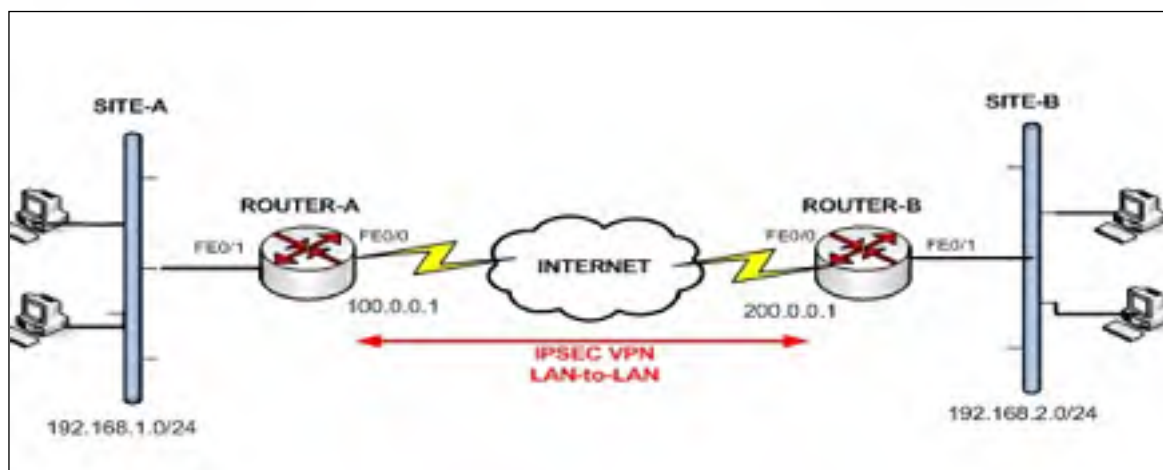 SITE-A
SITE-B
ROUTER-A
ROUTER-B
FE0/1
FE0/0
INTERNET
FE0/0
FE0/1
100.0.0.1
200.0.0.1
IPSEC VPN
LAN-to-LAN
192.168.1.0/24
192.168.2.0/24